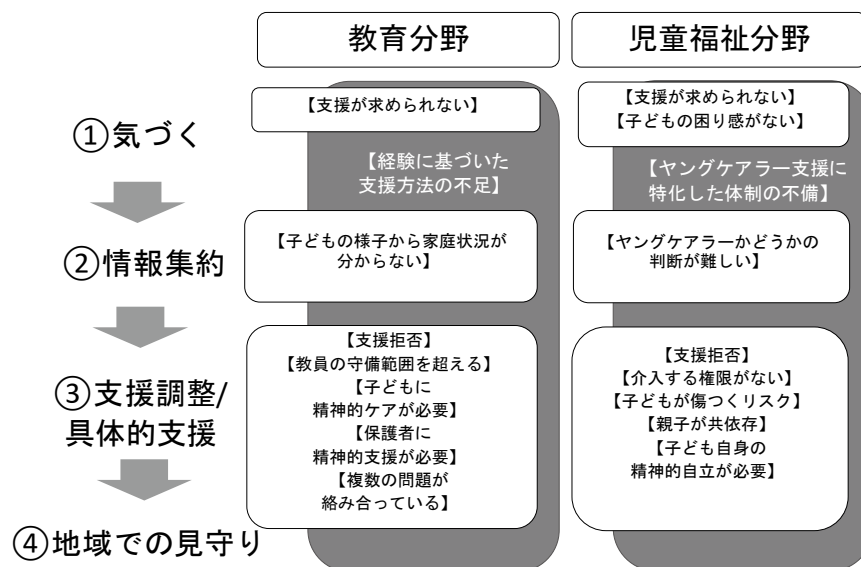 教育分野
児童福祉分野
①気づく
【支援が求められない】
【支援が求められない】
【子どもの困り感がない】
【経験に基づいた
支援方法の不足】
【ヤングケアラー支援に
特化した体制の不備】
②情報集約
【子どもの様子から家庭状況が
分からない】
【ヤングケアラーかどうかの
判断が難しい】
③支援調整/
具体的支援
【支援拒否】
【教員の守備範囲を超える】
【子どもに
精神的ケアが必要】
【保護者に
精神的支援が必要】
【複数の問題が
絡み合っている】
【支援拒否】
【介入する権限がない】
【子どもが傷つくリスク】
【親子が共依存】
【子ども自身の
精神的自立が必要】
④地域での見守り